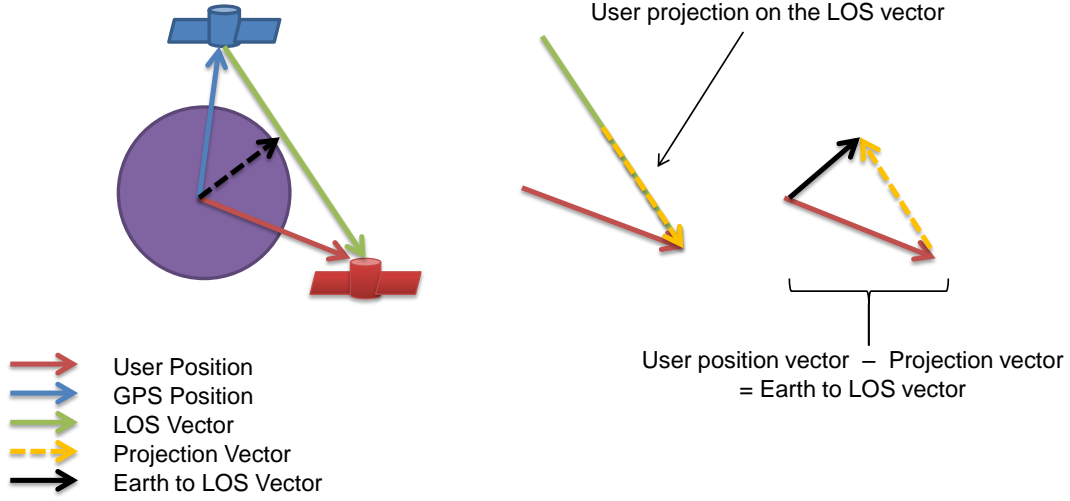 User projection on the LOS vector
User position vector – Projection vector
= Earth to LOS vector
User Position
GPS Position
LOS Vector
Projection Vector
Earth to LOS Vector